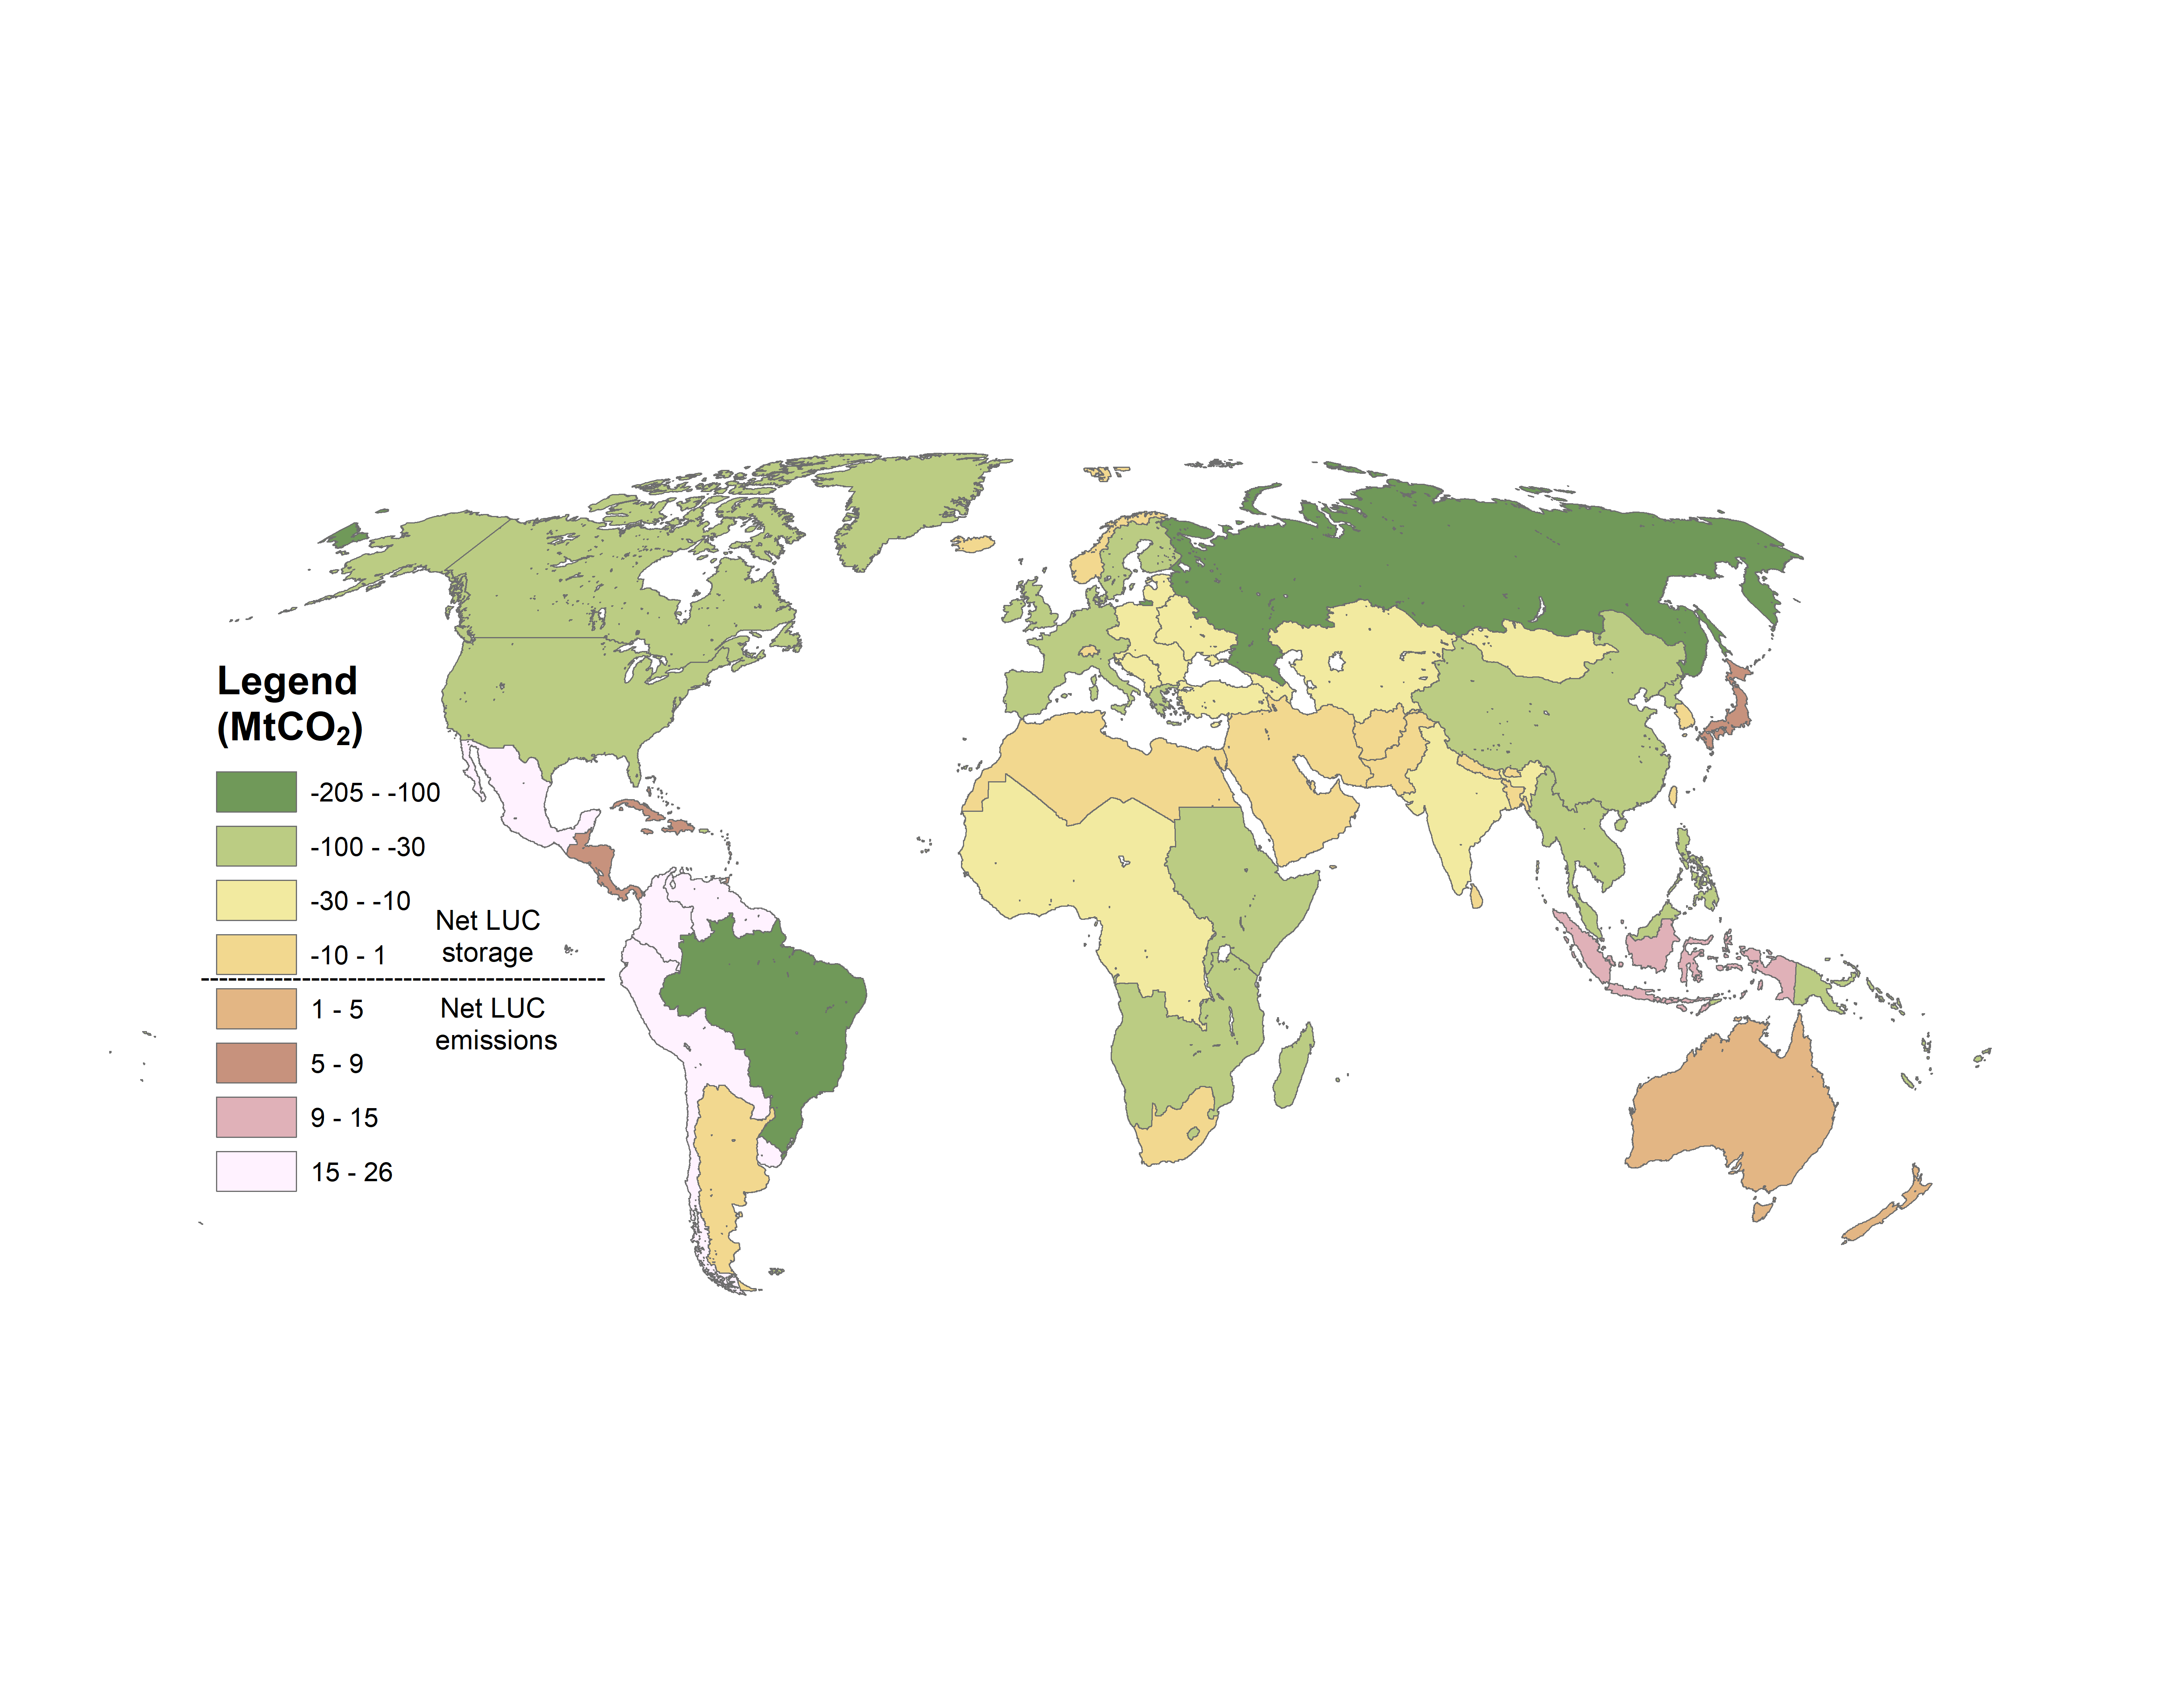 Legend
(MtCO₂)
-205 - -100
-100 - -30
-30 - -10
-10 - 1
Net LUC
storage
Net LUC
emissions
1 - 5
5 - 9
9 - 15
15 - 26